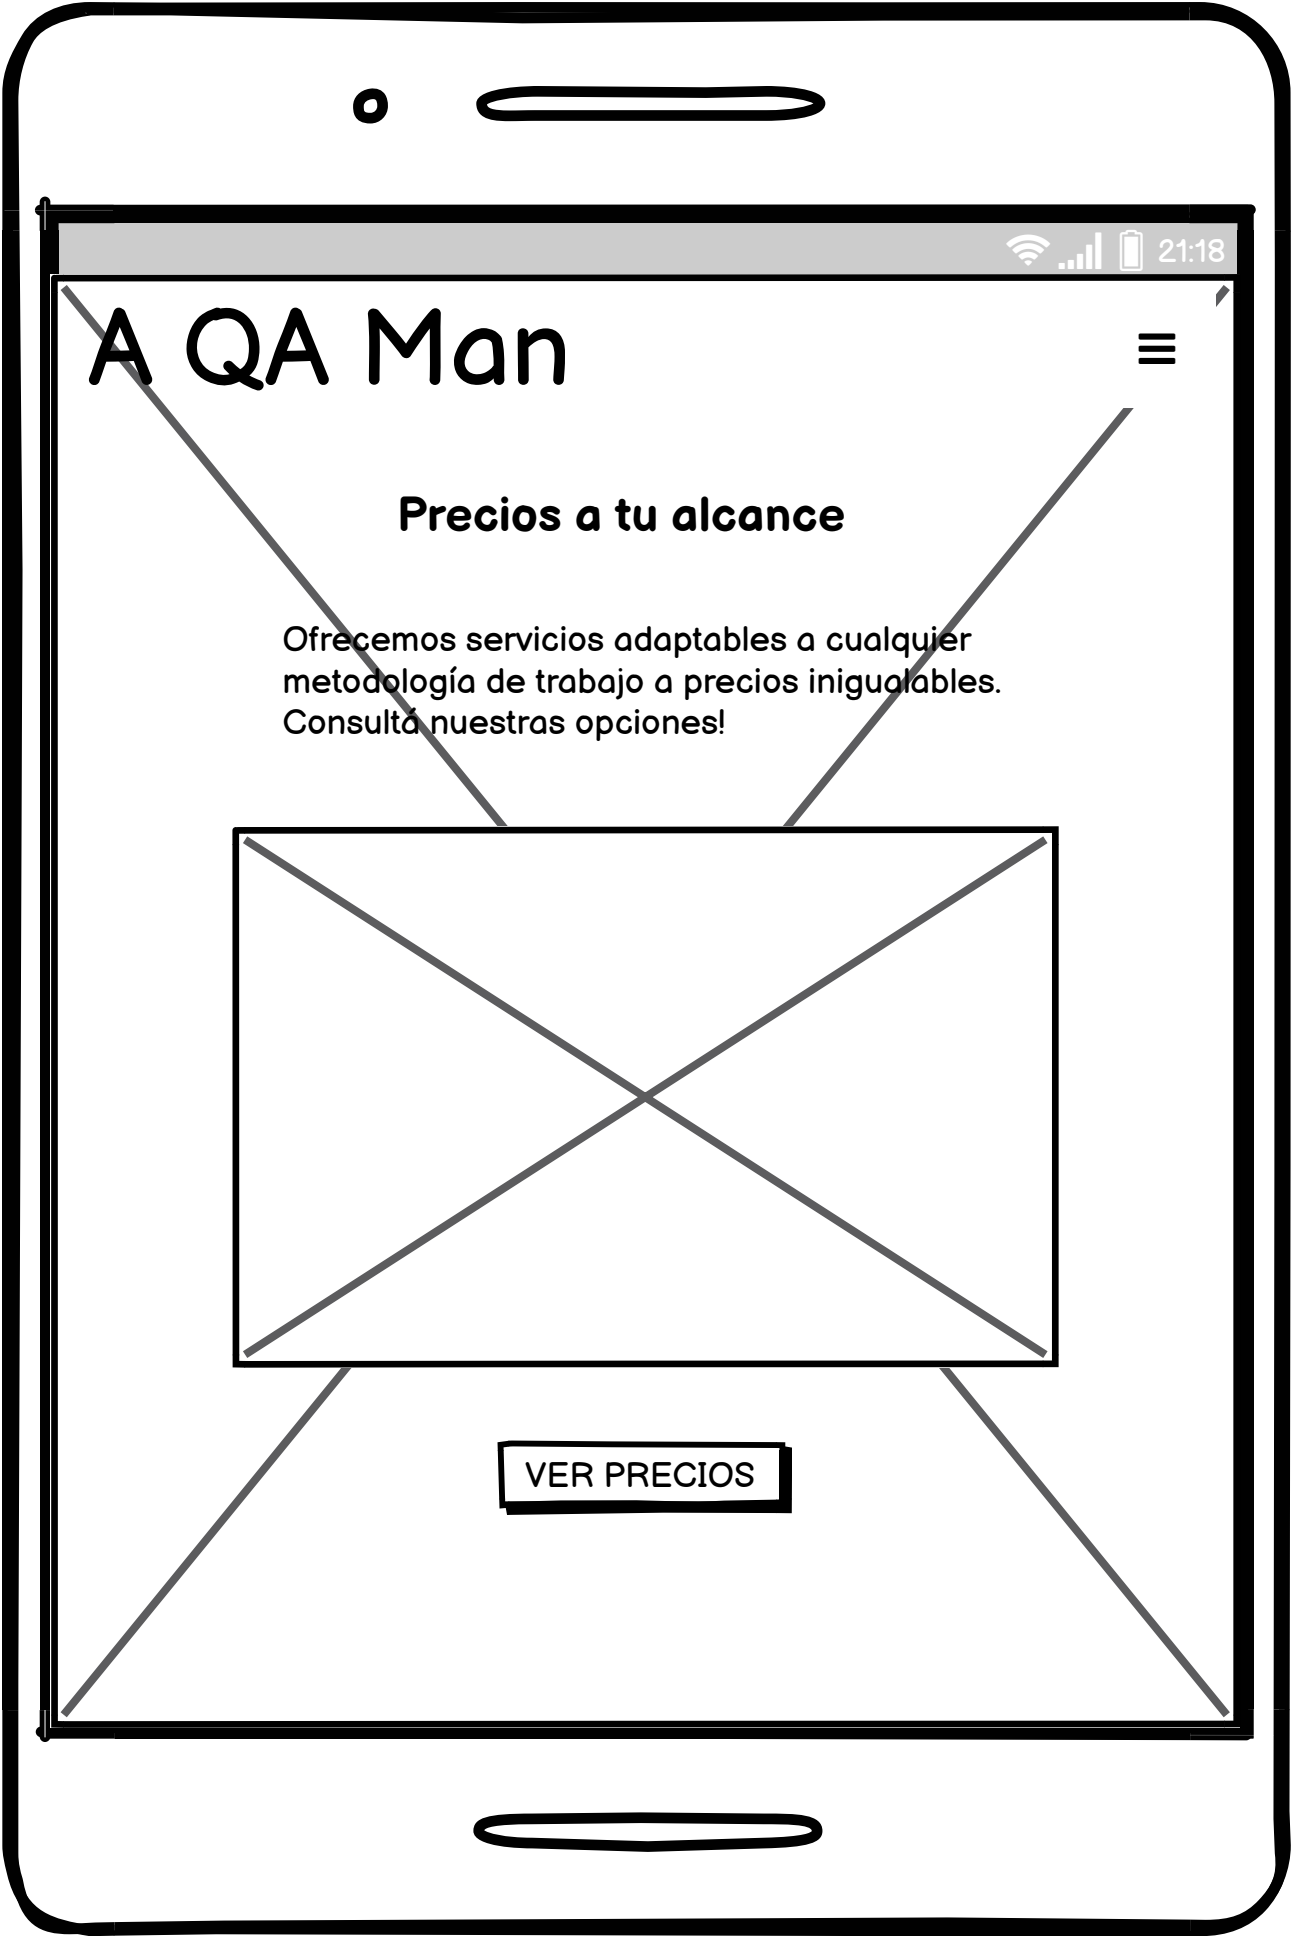 21:18
A QA Man
Precios a tu alcance
Ofrecemos servicios adaptables a cualquier
metodología de trabajo a precios inigualables.
Consultá nuestras opciones!
VER PRECIOS